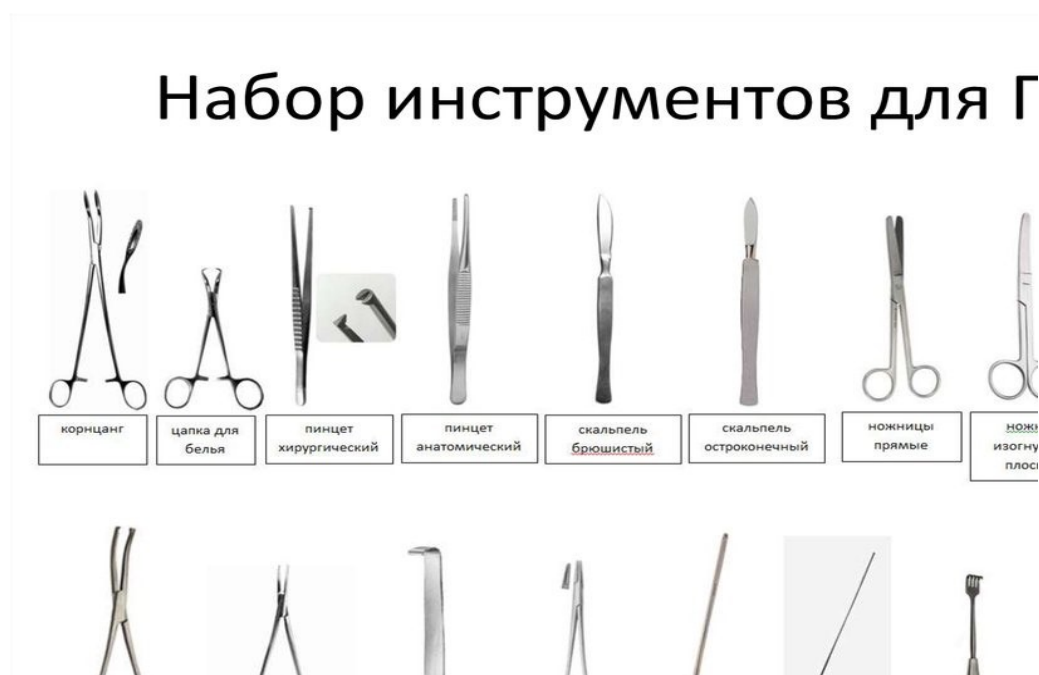 Набор инструментов для
корнцанг
цапка для
белья
пинцет
хирургический
пинцет
анатомический
скальпель
брюшистый
скальпель
остроконечный
ножницы
прямые